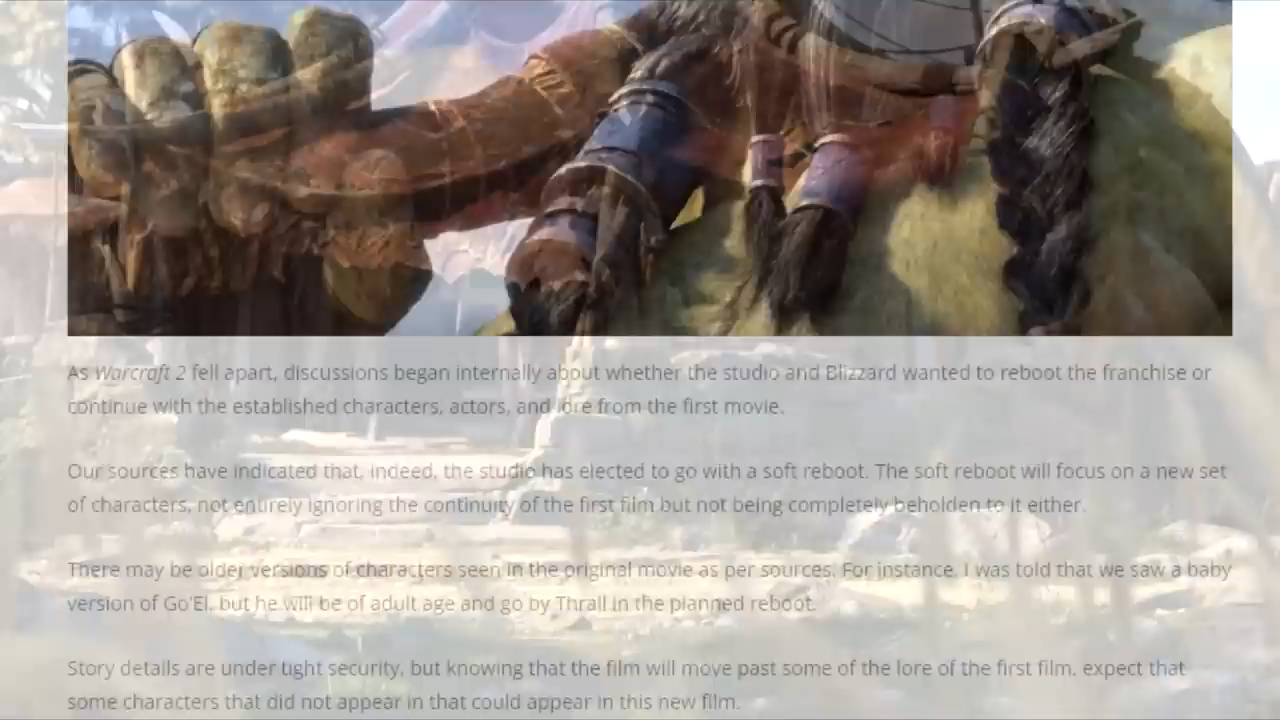 As Warcraft 2 fell apart, discussions began internally about whether the studio and Blizzard wanted to reboot the franchise or
continue with the established characters, actors, and lore from the first movie.
Our sources have indicated that, indeed, the studio has elected to go with a soft reboot. The soft reboot will focus on a new set
of characters, not entirely ignoring the continuity of the first film but not being completely beholden to it either.
There may be older versions of characters seen in the original movie as per sources. For instance, I was told that we saw a baby
version of Go'El, but he will be of adult age and go by Thrall in the planned reboot.
Story details are under tight security, but knowing that the film will move past some of the lore of the first film, expect that
some characters that did not appear in that could appear in this new film.